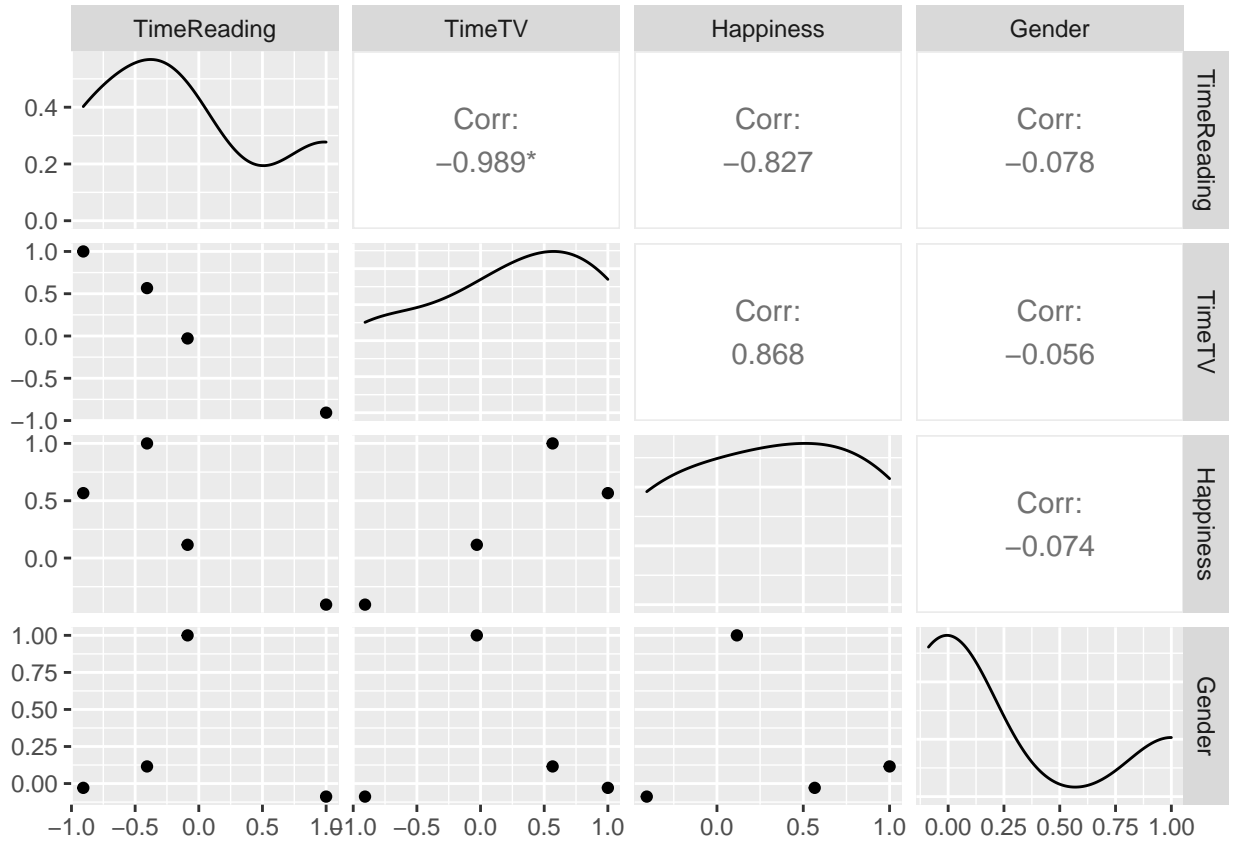 TimeReading TimeTV Happiness Gender
0.4
0.2
0.0
Corr:
−0.989*
Corr:
−0.827
Corr:
−0.078
TimeReading
1.0
0.5
0.0
−0.5
−1.0
Corr:
0.868
Corr:
−0.056
TimeTV
1.0
0.5
0.0
Corr:
−0.074
Happiness
1.00
0.75
0.50
0.25
0.00
Gender
−1.0 −0.5 0.0 0.5 1.0
−1.0 −0.5 0.0 0.5 1.0
0.0 0.5 1.0
0.00 0.25 0.50 0.75 1.00